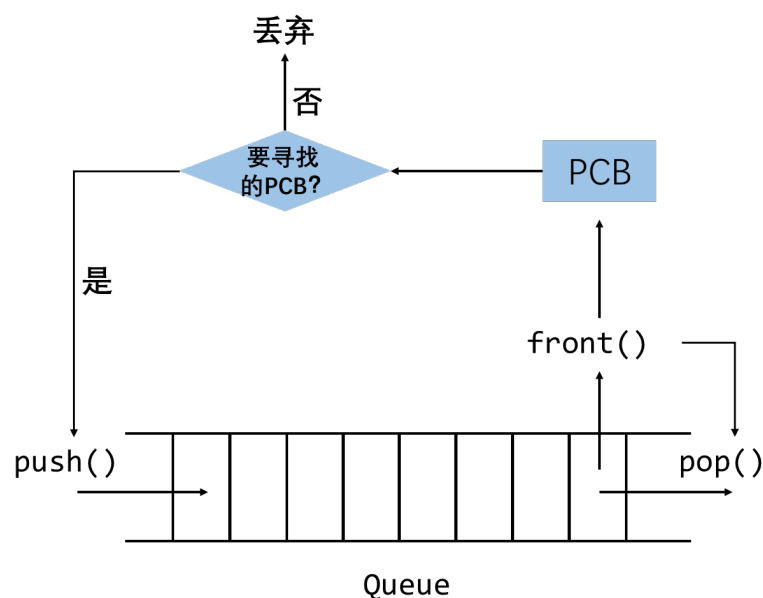 丢弃
否
要寻找
的PCB?
PCB
是
front()
push()
pop()
Queue